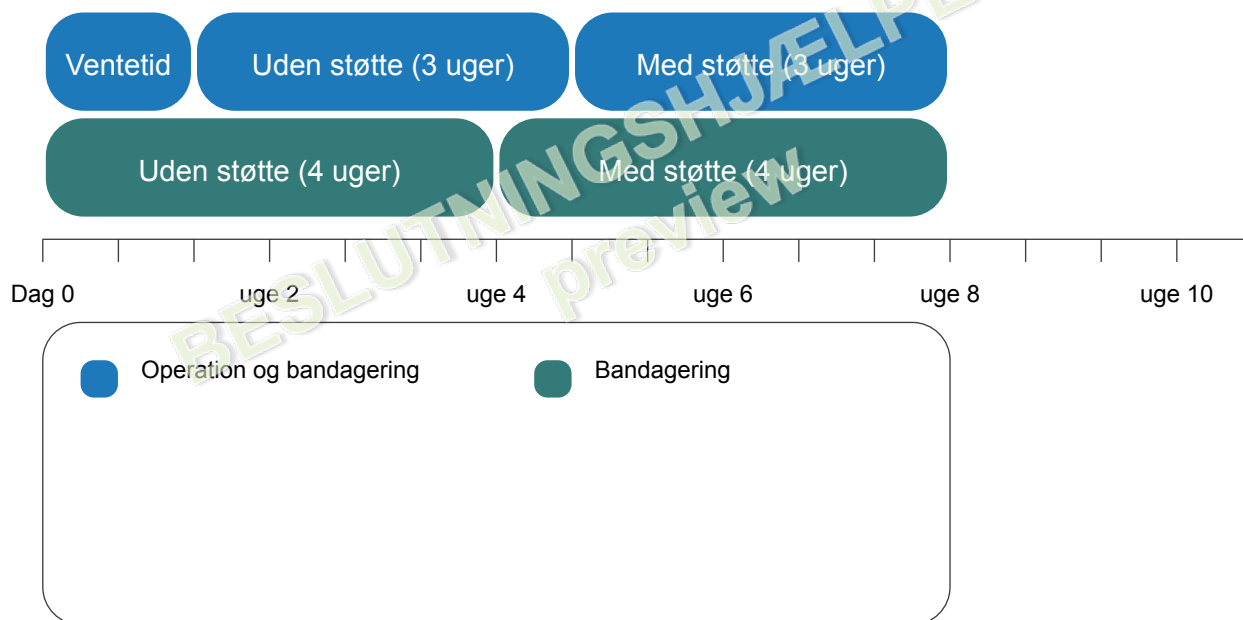 Ventetid
Uden støtte (3 uger)
Med støtte (3 uger)
Uden støtte (4 uger)
Med støtte (4 uger)
Dag 0
uge 2
uge 4
uge 6
uge 8
uge 10
Operation og bandagering
Bandagering
BESLUTNINGSHJÆLPE
preview